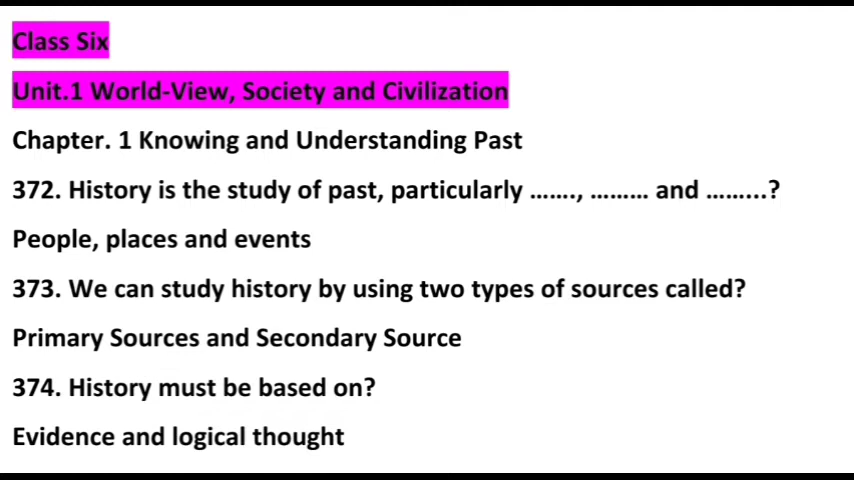 Class Six
Unit.1 World-View, Society and Civilization
Chapter. 1 Knowing and Understanding Past
372. History is the study of past, particularly ......., ......... and .........?
People, places and events
373. We can study history by using two types of sources called?
Primary Sources and Secondary Source
374. History must be based on?
Evidence and logical thought